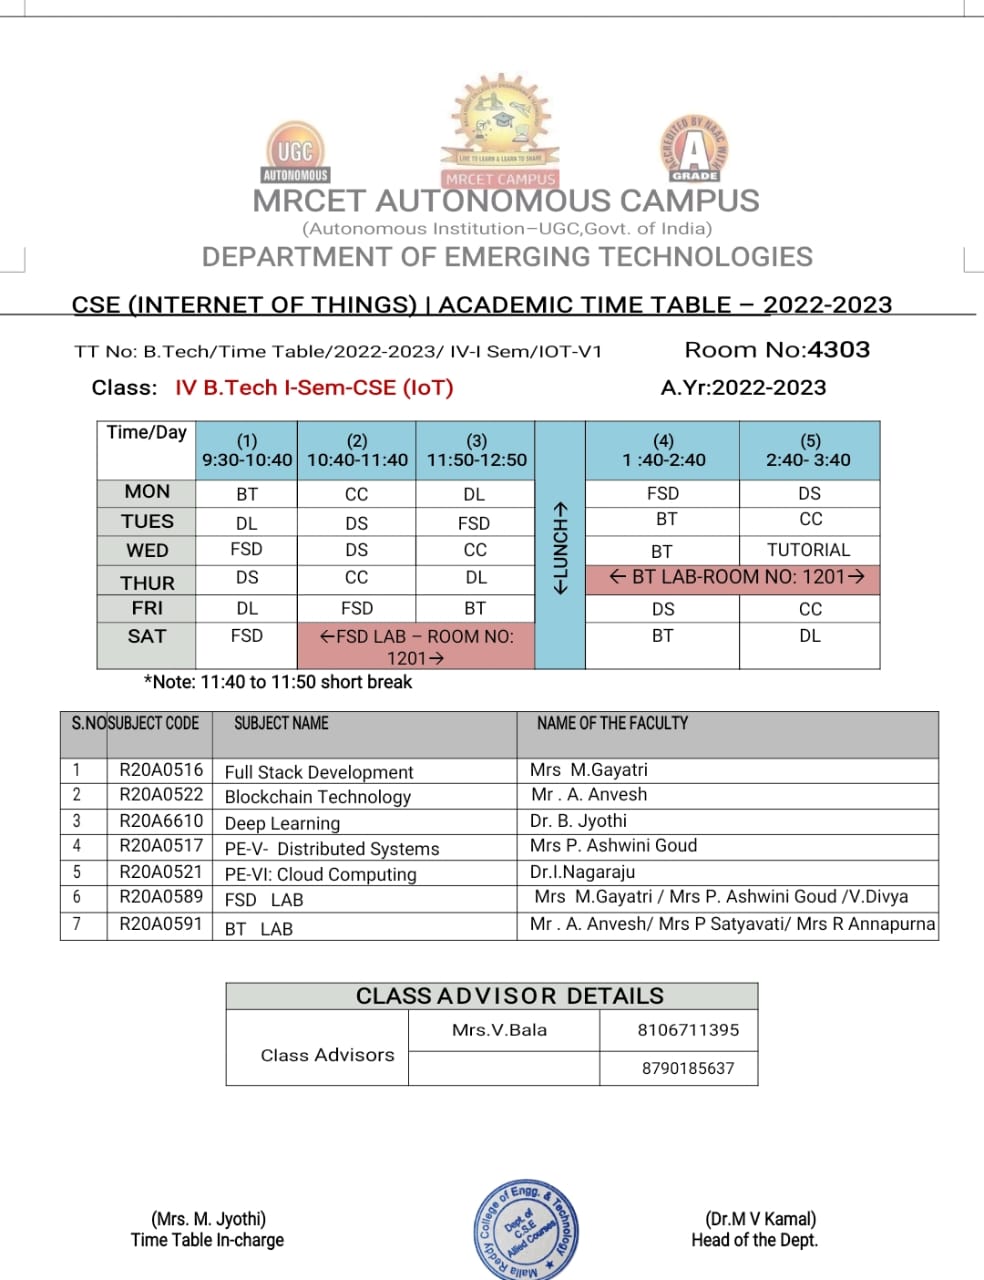 UGC
AUTONOMOUS
LIVE TO LEARN & LEARN TO SHARE
MRCET CAMPUS
ACCREDITED BY NAAC WITH
A
GRADE
MRCET AUTONOMOUS CAMPUS
(Autonomous Institution–UGC,Govt. of India)
DEPARTMENT OF EMERGING TECHNOLOGIES
CSE (INTERNET OF THINGS) | ACADEMIC TIME TABLE – 2022-2023
TT No: B.Tech/Time Table/2022-2023/ IV-I Sem/IOT-V1 Room No:4303
Class: IV B.Tech I-Sem-CSE (IoT) A.Yr:2022-2023
Time/Day (1) (2) (3) (4) (5)
9:30-10:40 10:40-11:40 11:50-12:50 1 :40-2:40 2:40- 3:40
←LUNCH→
MON BT CC DL FSD DS
TUES DL DS FSD BT CC
WED FSD DS CC BT TUTORIAL
THUR DS CC DL ← BT LAB-ROOM NO: 1201→
FRI DL FSD BT DS CC
SAT FSD ←FSD LAB – ROOM NO: BT DL
1201→
*Note: 11:40 to 11:50 short break
S.NO SUBJECT CODE SUBJECT NAME NAME OF THE FACULTY
1 R20A0516 Full Stack Development Mrs M.Gayatri
2 R20A0522 Blockchain Technology Mr . A. Anvesh
3 R20A6610 Deep Learning Dr. B. Jyothi
4 R20A0517 PE-V- Distributed Systems Mrs P. Ashwini Goud
5 R20A0521 PE-VI: Cloud Computing Dr.I.Nagaraju
6 R20A0589 FSD LAB Mrs M.Gayatri / Mrs P. Ashwini Goud /V.Divya
7 R20A0591 BT LAB Mr . A. Anvesh/ Mrs P Satyavati/ Mrs R Annapurna
CLASS ADVISOR DETAILS
Class Advisors Mrs.V.Bala 8106711395
8790185637
(Mrs. M. Jyothi) (Dr.M V Kamal)
Time Table In-charge Head of the Dept.
Malla Reddy College of Engg. & Technology
Dept. of
C.S.E
Allied Courses